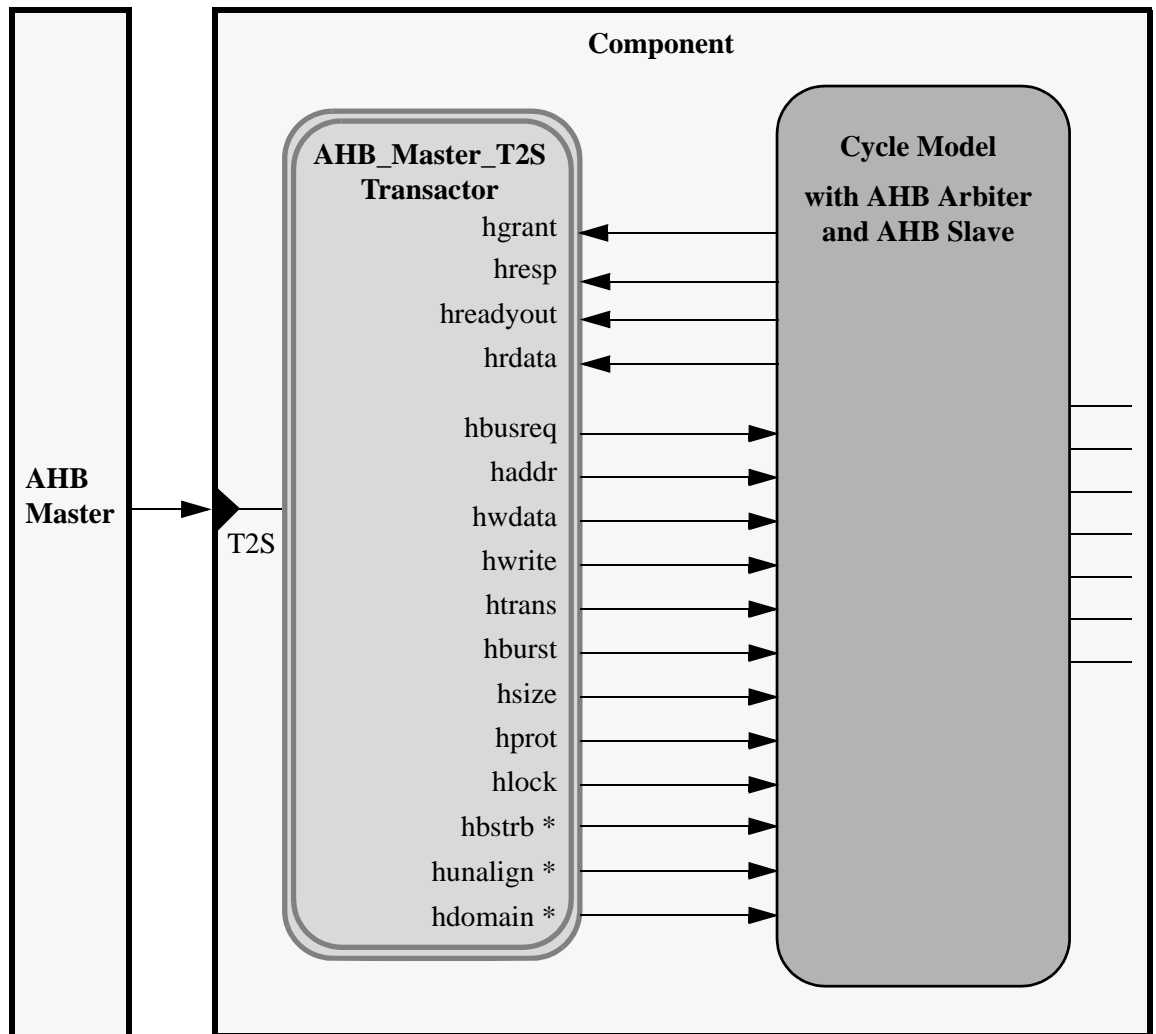 Component
AHB_Master_T2S
Transactor
hgrant
hresp
hreadyout
hrdata
hbusreq
haddr
hwdata
hwrite
htrans
hburst
hsize
hprot
hlock
hbstrb *
hunalign *
hdomain *
Cycle Model
with AHB Arbiter
and AHB Slave
AHB
Master
T2S